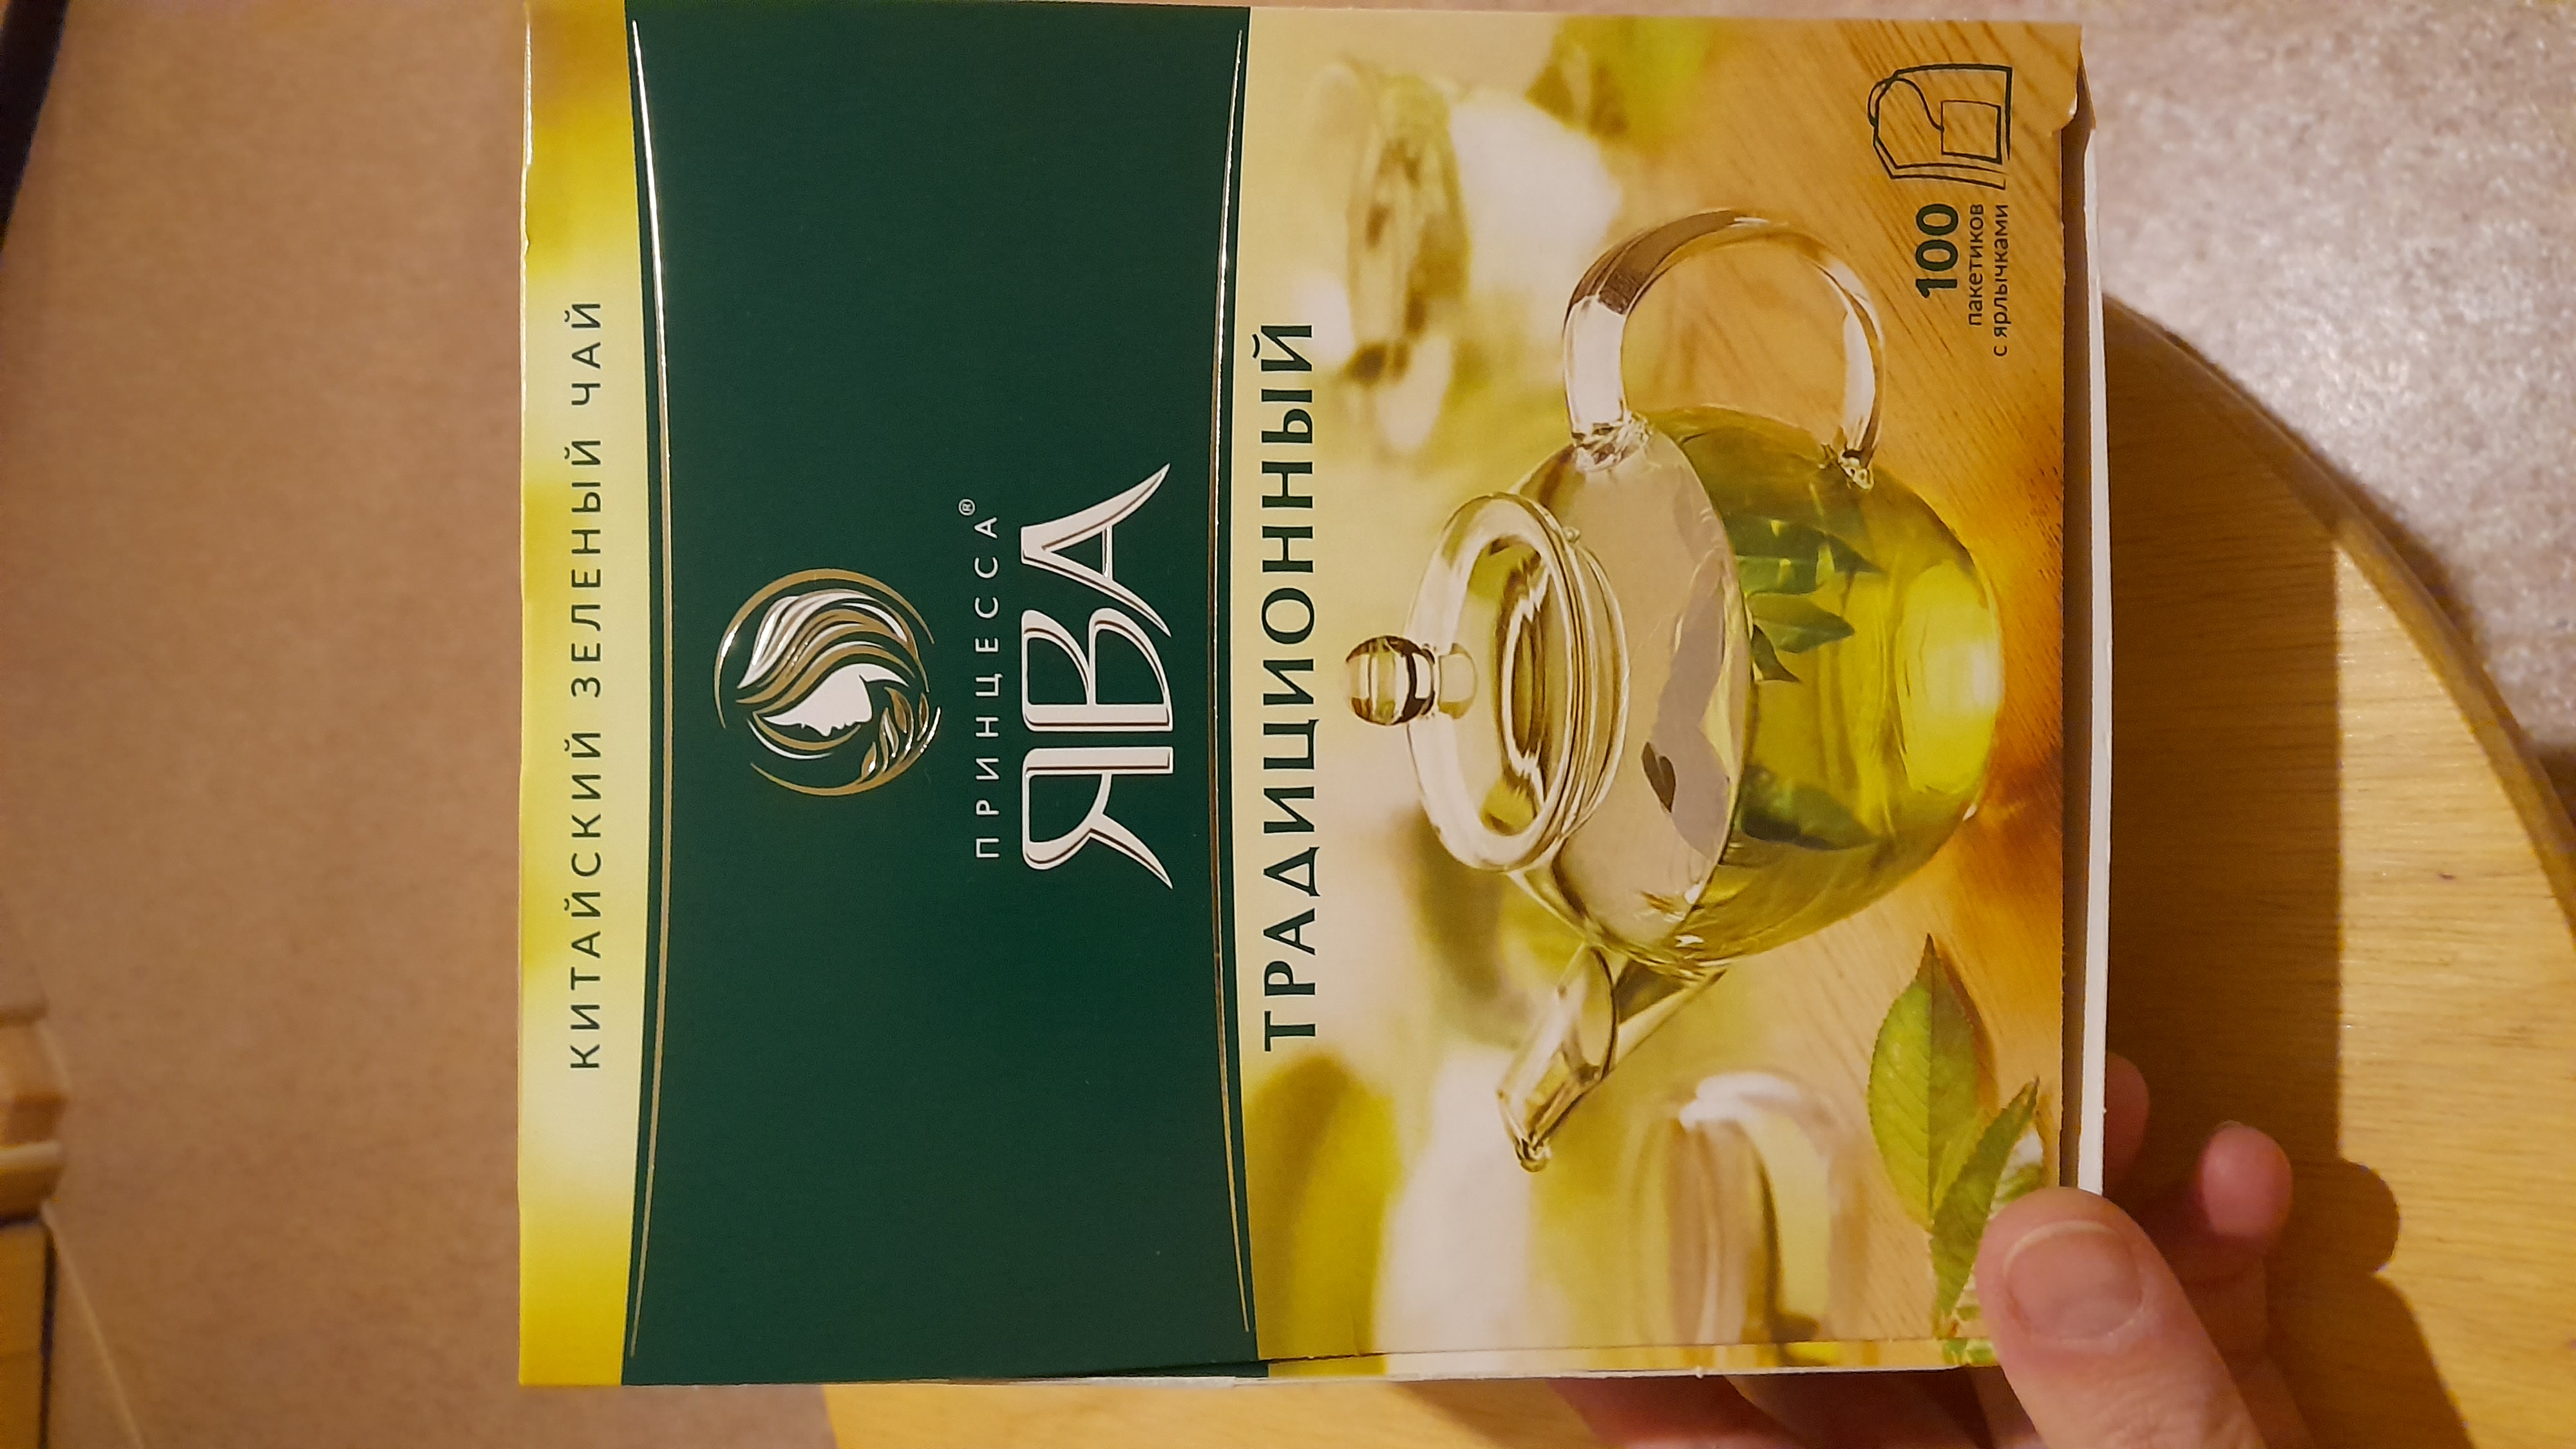 КИТАЙСКИЙ ЗЕЛЕНЫЙ ЧАЙ
ПРИНЦЕССА®
ЯВА
ТРАДИЦИОННЫЙ
100
пакетиков
с ярлычками